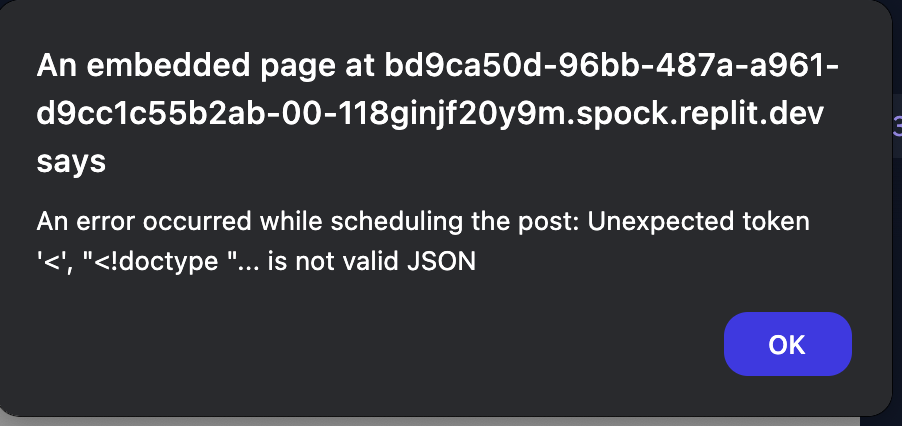 An embedded page at bd9ca50d-96bb-487a-a961-
d9cc1c55b2ab-00-118ginjf20y9m.spock.replit.dev
says
An error occurred while scheduling the post: Unexpected token
'<', "<!doctype "... is not valid JSON
OK